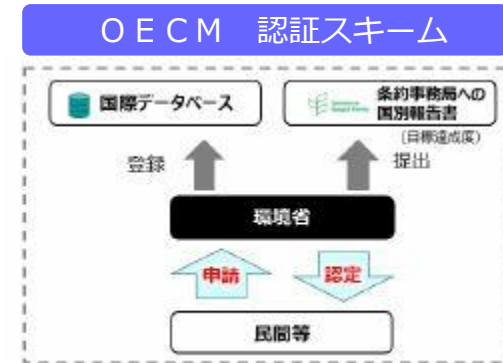 ＯＥＣＭ　認証スキーム
国際データベース
条約事務局への
国別報告書
(目標達成度)
登録
提出
環境省
申請
認定
民間等